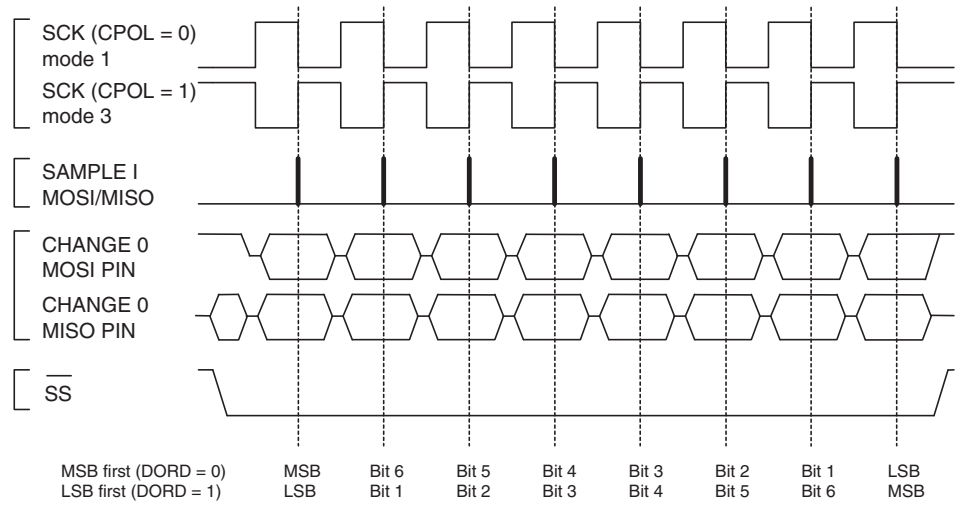 SCK (CPOL = 0)
mode 1
SCK (CPOL = 1)
mode 3
SAMPLE I
MOSI/MISO
CHANGE 0
MOSI PIN
CHANGE 0
MISO PIN
SS
MSB first (DORD = 0) MSB Bit 6 Bit 5 Bit 4 Bit 3 Bit 2 Bit 1 LSB
LSB first (DORD = 1) LSB Bit 1 Bit 2 Bit 3 Bit 4 Bit 5 Bit 6 MSB